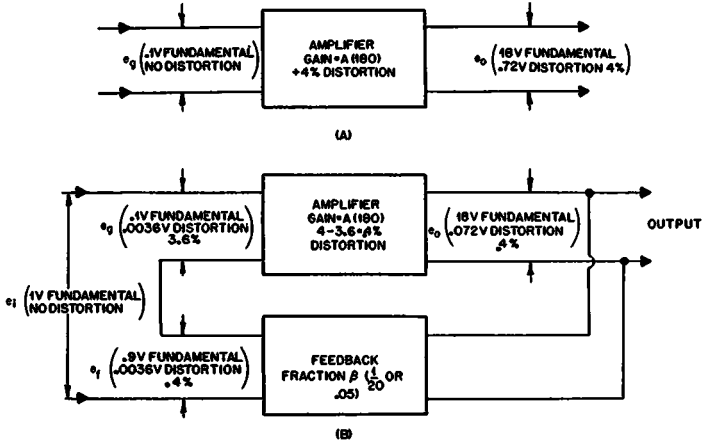 e_g (.1V FUNDAMENTAL
NO DISTORTION)
AMPLIFIER
GAIN=A (180)
+4% DISTORTION
e_o (18V FUNDAMENTAL
.72V DISTORTION 4%)
(A)
e_g (.1V FUNDAMENTAL
.0036V DISTORTION
3.6%)
AMPLIFIER
GAIN=A (180)
4-3.6=.4%
DISTORTION
e_o (18V FUNDAMENTAL
.072V DISTORTION
.4%)
OUTPUT
e_i (1V FUNDAMENTAL
NO DISTORTION)
e_f (.9V FUNDAMENTAL
.0036V DISTORTION
.4%)
FEEDBACK
FRACTION β (1/20 OR
.05)
(B)